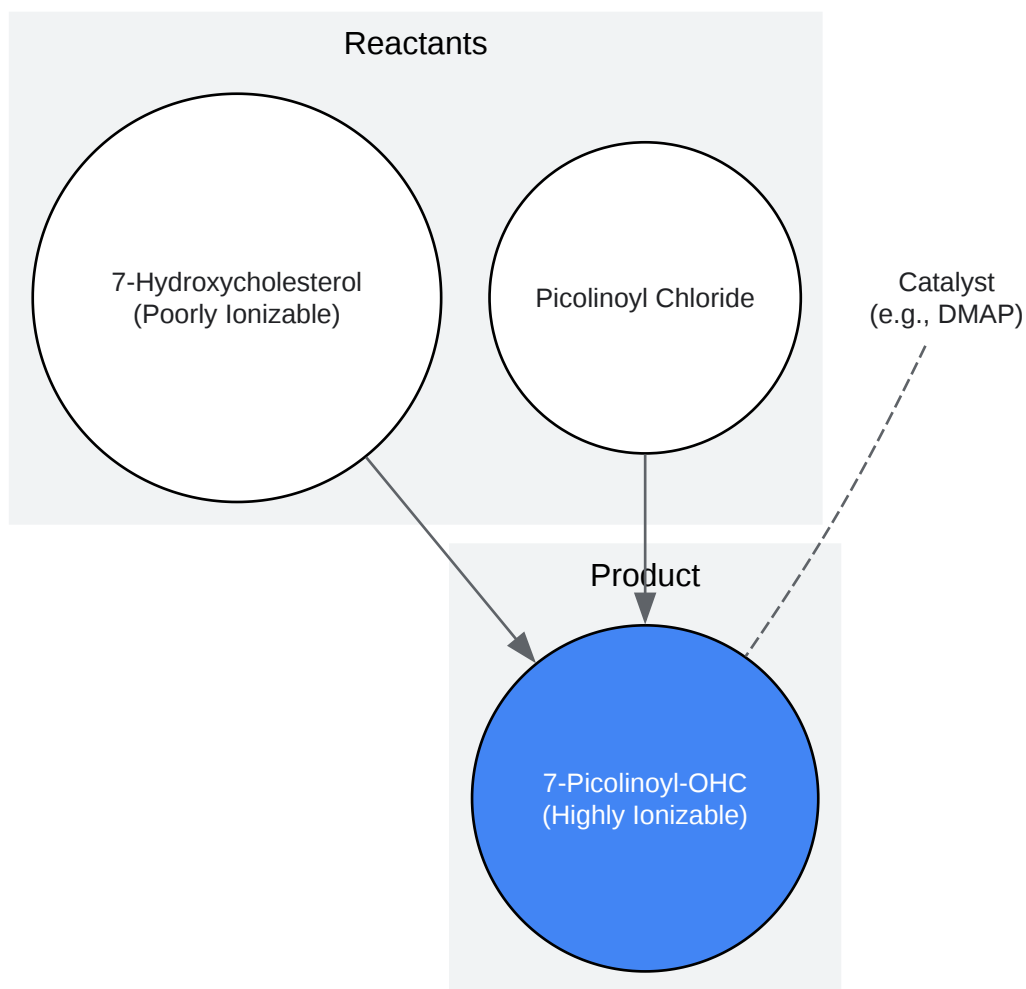 Reactants
7-Hydroxycholesterol
(Poorly Ionizable)
Picolinoyl Chloride
Catalyst
(e.g., DMAP)
Product
7-Picolinoyl-OHC
(Highly Ionizable)